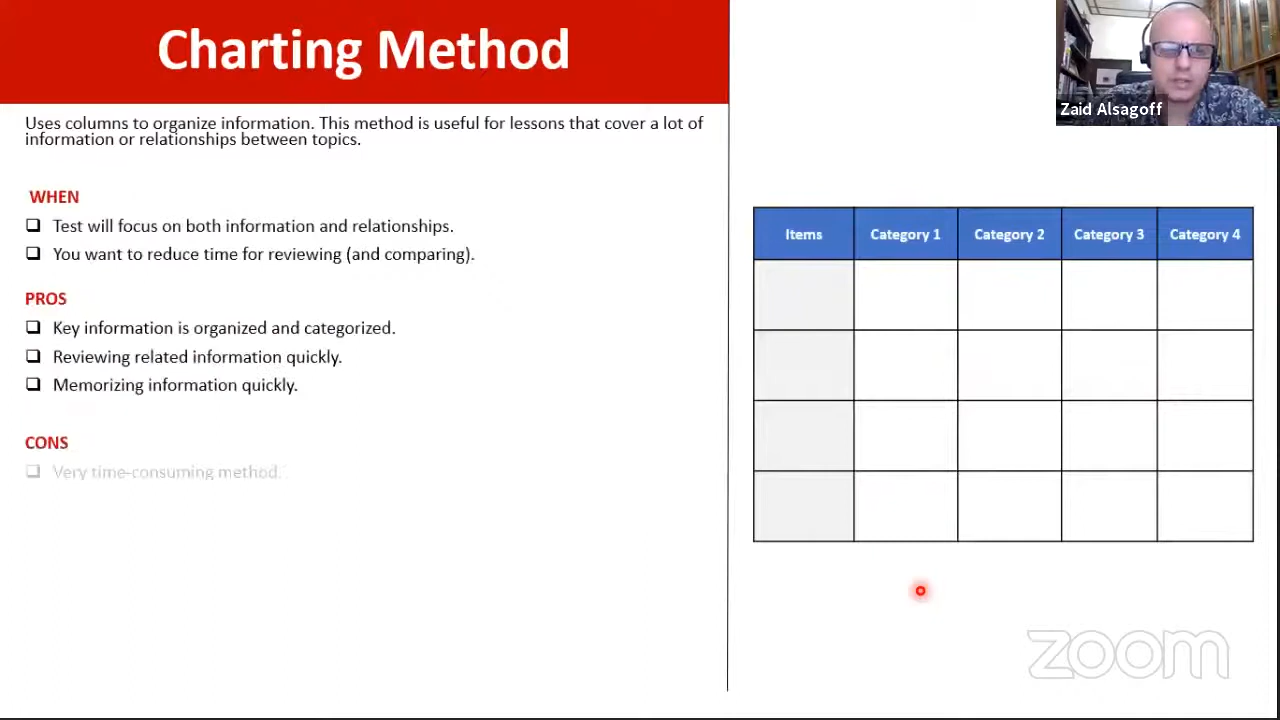 Charting Method
Zaid Alsagoff
Uses columns to organize information. This method is useful for lessons that cover a lot of
information or relationships between topics.
WHEN
Test will focus on both information and relationships.
You want to reduce time for reviewing (and comparing).
PROS
Key information is organized and categorized.
Reviewing related information quickly.
Memorizing information quickly.
CONS
Very time-consuming method.
Items Category 1 Category 2 Category 3 Category 4
zoom